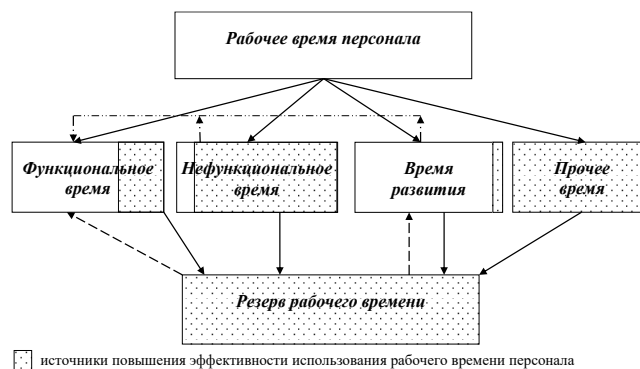 Рабочее время персонала
Функциональное
время
Нефункциональное
время
Время
развития
Прочее
время
Резерв рабочего времени
источники повышения эффективности использования рабочего времени персонала